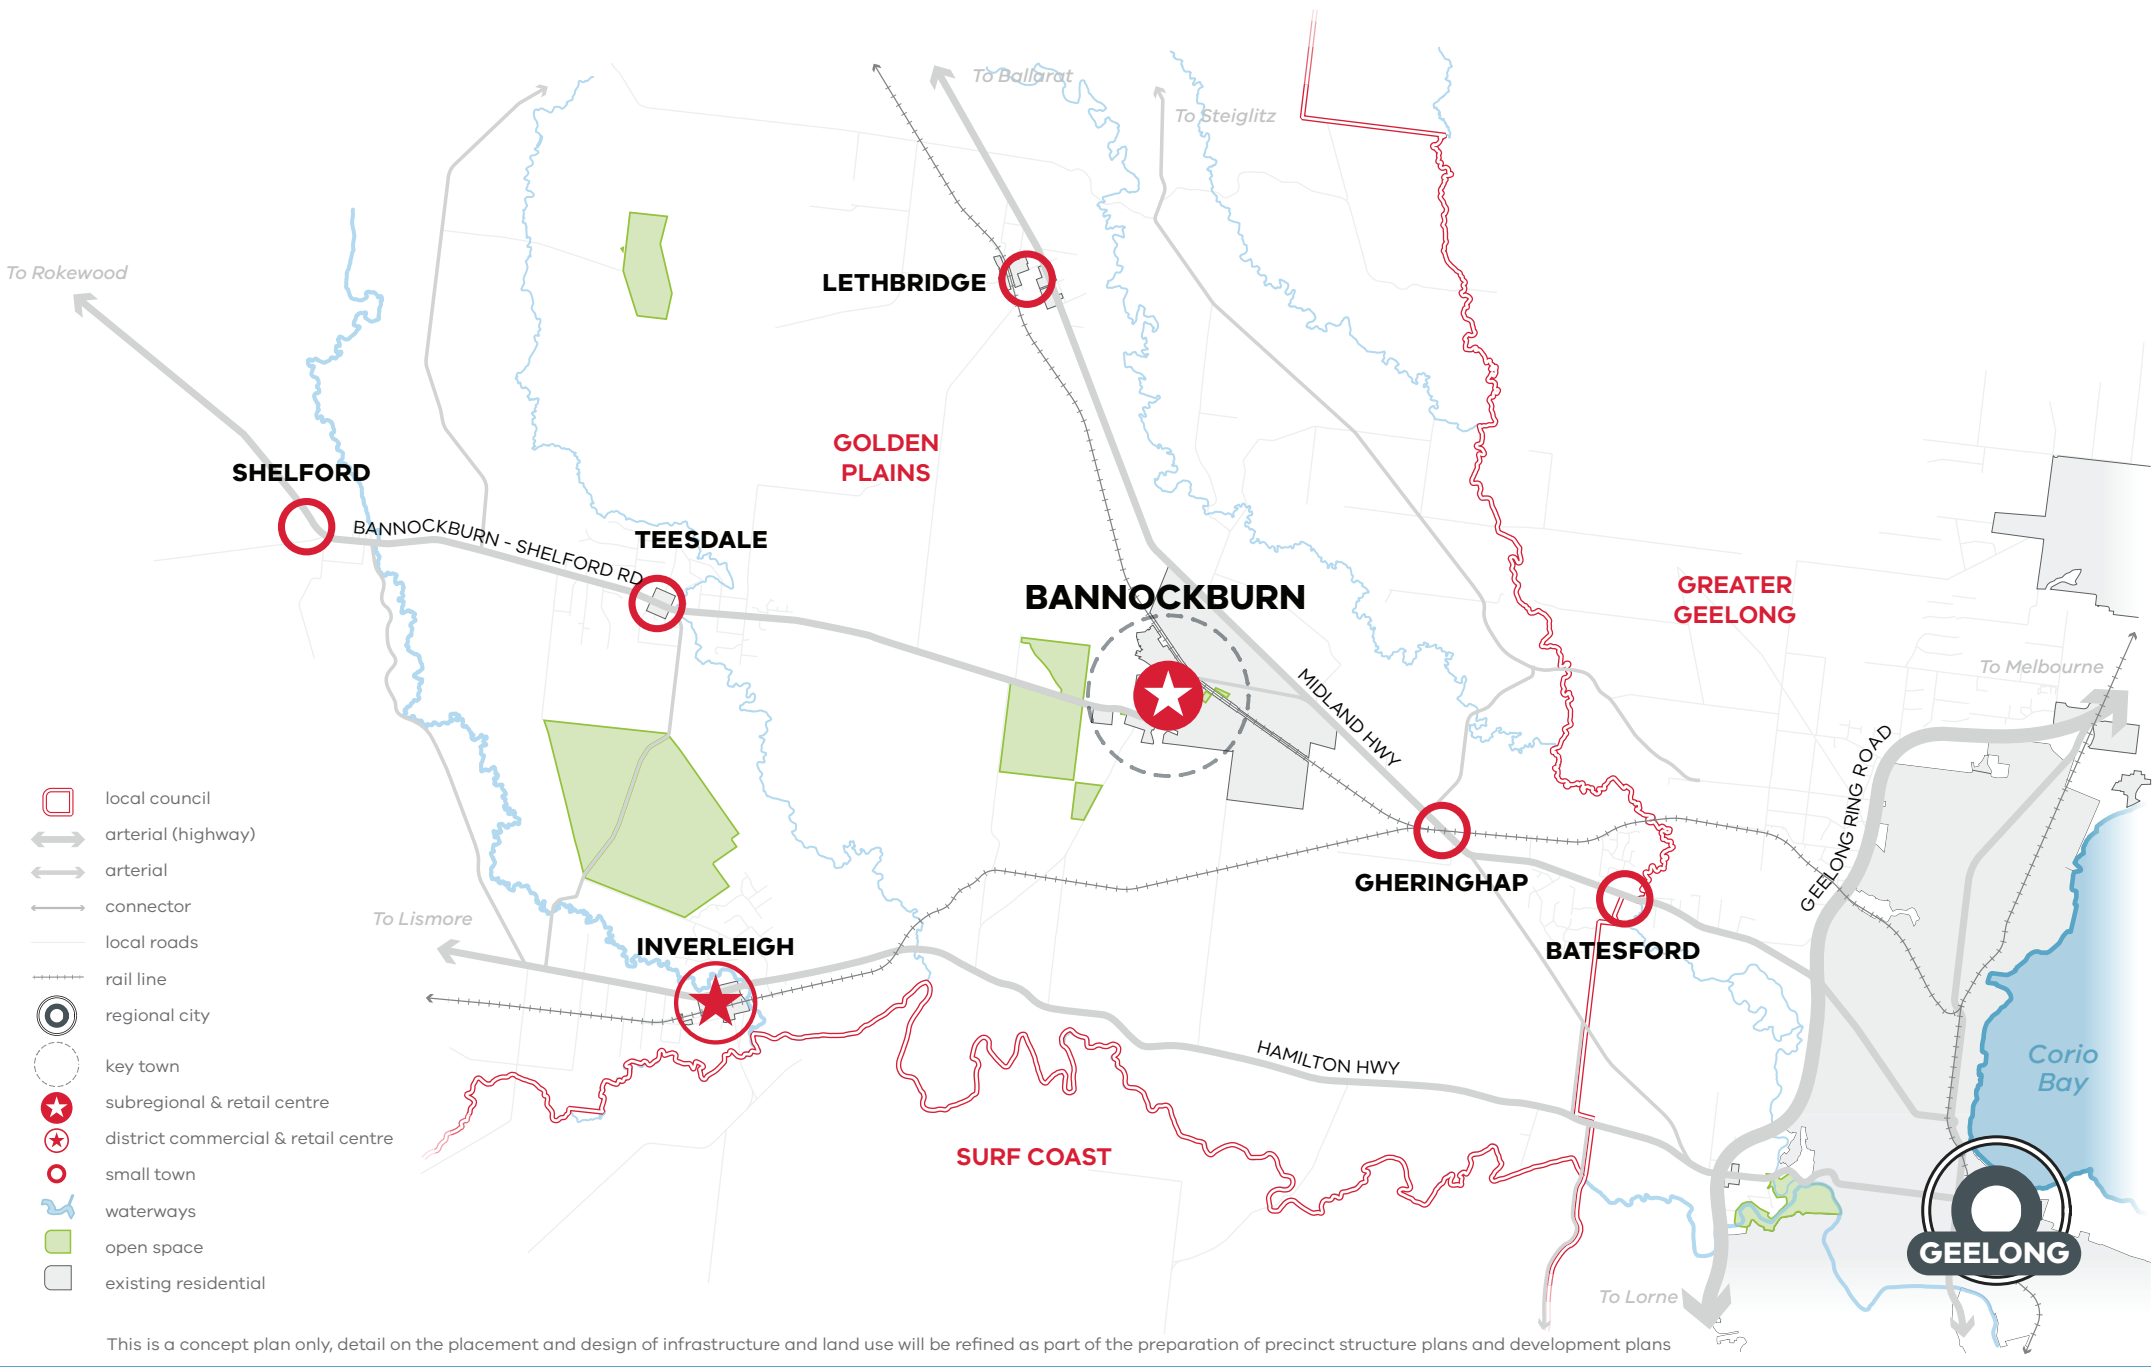 To Ballarat
To Steiglitz
To Rokewood
LETHBRIDGE
GOLDEN
PLAINS
SHELFORD
BANNOCKBURN - SHELFORD RD
TEESDALE
BANNOCKBURN
GREATER
GEELONG
To Melbourne
MIDLAND HWY
GEELONG RING ROAD
GHERINGHAP
BATESFORD
To Lismore
INVERLEIGH
HAMILTON HWY
Corio
Bay
SURF COAST
GEELONG
To Lorne
local council
arterial (highway)
arterial
connector
local roads
rail line
regional city
key town
subregional & retail centre
district commercial & retail centre
small town
waterways
open space
existing residential
This is a concept plan only, detail on the placement and design of infrastructure and land use will be refined as part of the preparation of precinct structure plans and development plans